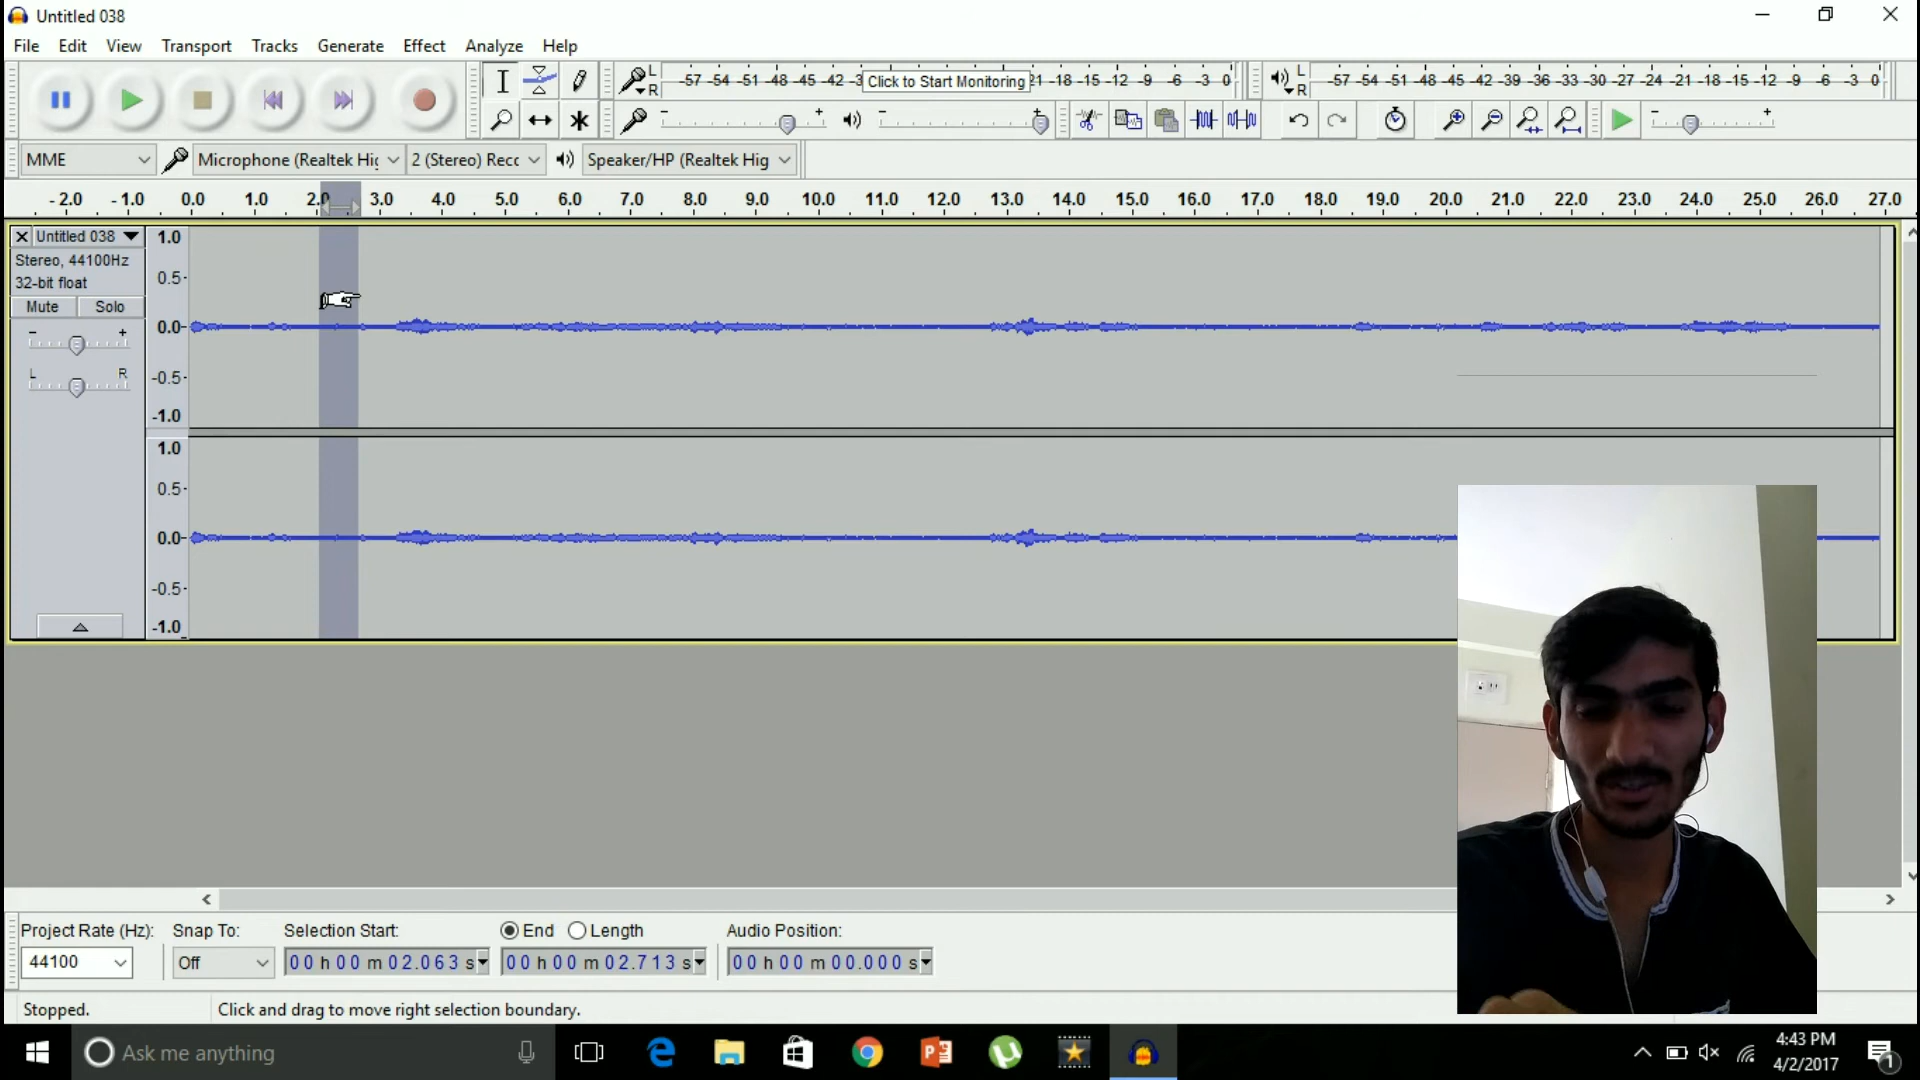 Untitled 038
File Edit View Transport Tracks Generate Effect Analyze Help
L R -57 -54 -51 -48 -45 -42 Click to Start Monitoring 21 -18 -15 -12 -9 -6 -3 0
L R -57 -54 -51 -48 -45 -42 -39 -36 -33 -30 -27 -24 -21 -18 -15 -12 -9 -6 -3 0
MME Microphone (Realtek Hig 2 (Stereo) Recc Speaker/HP (Realtek Hig
-2.0 -1.0 0.0 1.0 2.0 3.0 4.0 5.0 6.0 7.0 8.0 9.0 10.0 11.0 12.0 13.0 14.0 15.0 16.0 17.0 18.0 19.0 20.0 21.0 22.0 23.0 24.0 25.0 26.0 27.0
Untitled 038
Stereo, 44100Hz
32-bit float
Mute Solo
- +
L R
1.0
0.5
0.0
-0.5
-1.0
1.0
0.5
0.0
-0.5
-1.0
Project Rate (Hz): Snap To: Selection Start: End Length Audio Position:
44100 Off 00 h 00 m 02.063 s 00 h 00 m 02.713 s 00 h 00 m 00.000 s
Stopped. Click and drag to move right selection boundary.
Ask me anything
4:43 PM
4/2/2017
1